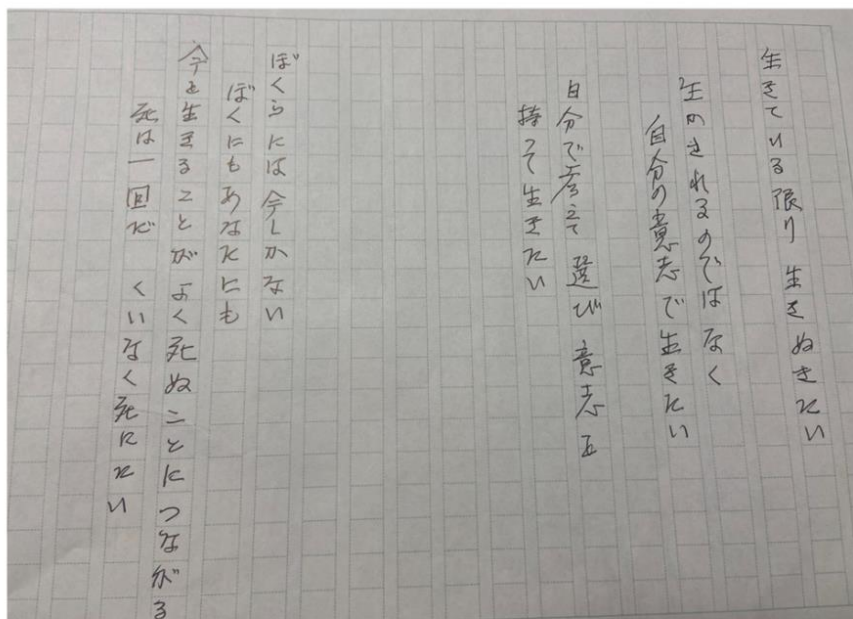 生きている限り 生きぬきたい
生かされるのではなく
自分の意志で生きたい
自分で考えて 選び 意志を
持って生きたい
ぼくらには今しかない
ぼくにもあなたにも
今を生きることが よく死ぬことにつながる
死は一回だ くいなく死にたい